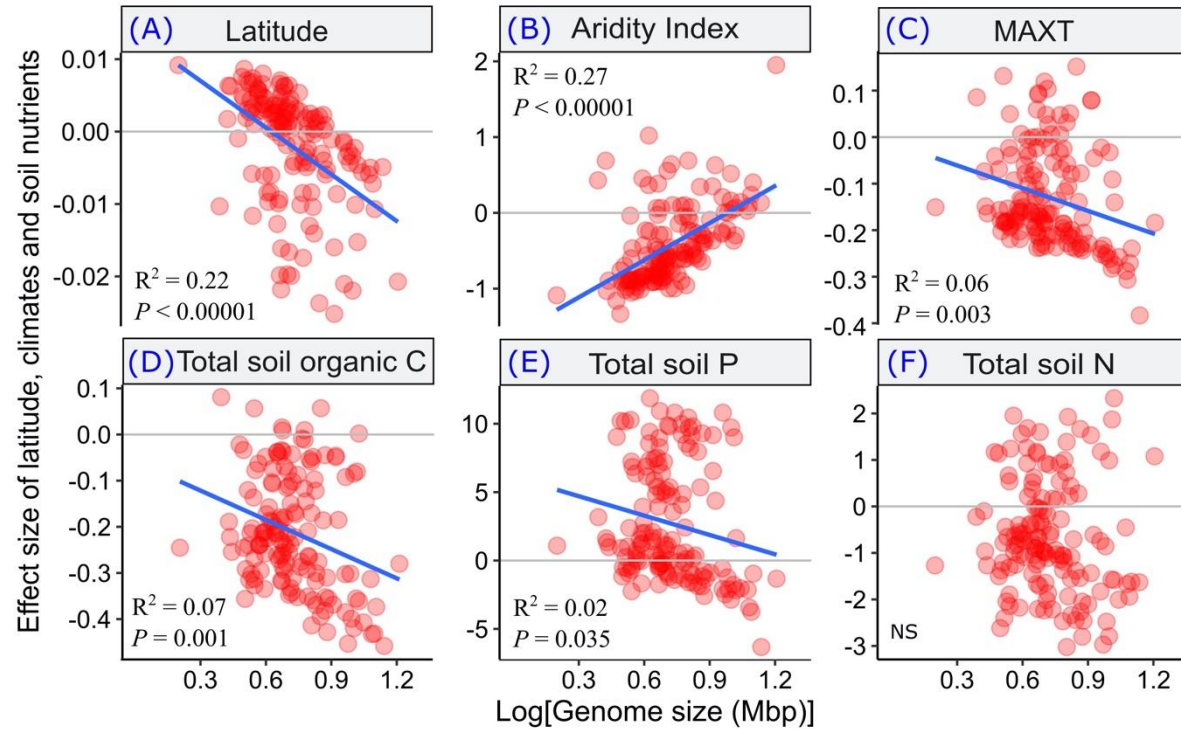 Effect size of latitude, climates and soil nutrients
(A) Latitude
0.01
0.00
-0.01
-0.02
R² = 0.22
P < 0.00001
(B) Aridity Index
2
1
0
-1
R² = 0.27
P < 0.00001
(C) MAXT
0.1
0.0
-0.1
-0.2
-0.3
-0.4
R² = 0.06
P = 0.003
(D) Total soil organic C
0.1
0.0
-0.1
-0.2
-0.3
-0.4
R² = 0.07
P = 0.001
0.3 0.6 0.9 1.2
(E) Total soil P
10
5
0
-5
R² = 0.02
P = 0.035
0.3 0.6 0.9 1.2
(F) Total soil N
2
1
0
-1
-2
-3
NS
0.3 0.6 0.9 1.2
Log[Genome size (Mbp)]